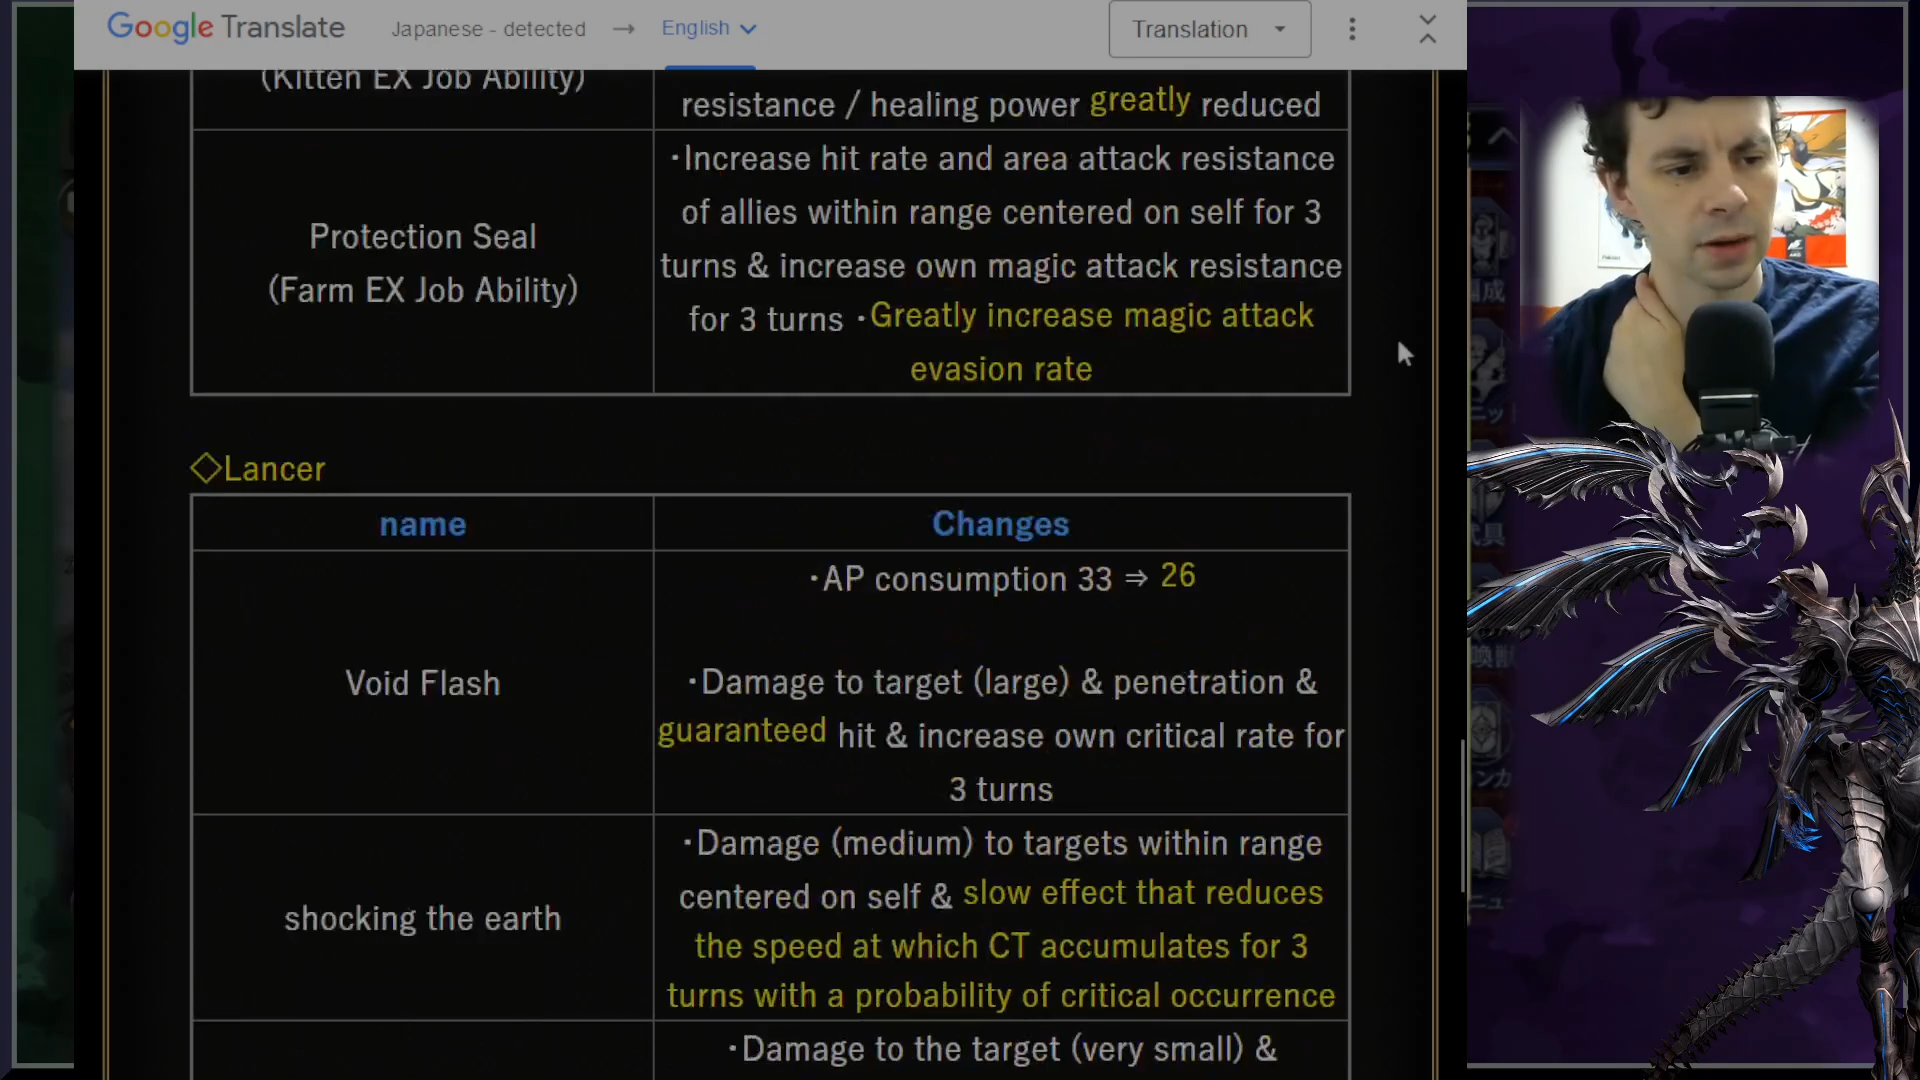 Google Translate Japanese - detected → English Translation
(Kitten EX Job Ability)
resistance / healing power greatly reduced
Protection Seal
(Farm EX Job Ability)
・Increase hit rate and area attack resistance
of allies within range centered on self for 3
turns & increase own magic attack resistance
for 3 turns ・Greatly increase magic attack
evasion rate
◇Lancer
name
Changes
Void Flash
・AP consumption 33 ⇒ 26
・Damage to target (large) & penetration &
guaranteed hit & increase own critical rate for
3 turns
shocking the earth
・Damage (medium) to targets within range
centered on self & slow effect that reduces
the speed at which CT accumulates for 3
turns with a probability of critical occurrence
・Damage to the target (very small) &